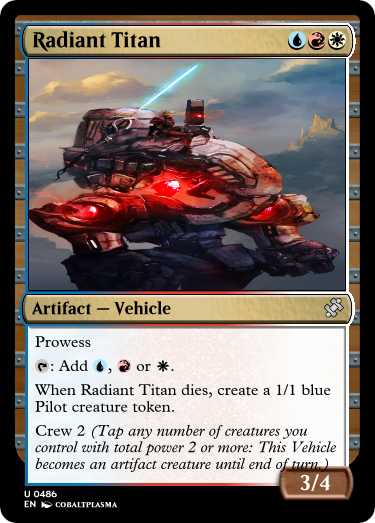 Radiant Titan
Artifact — Vehicle
Prowess
: Add , or .
When Radiant Titan dies, create a 1/1 blue
Pilot creature token.
Crew 2 (Tap any number of creatures you
control with total power 2 or more: This Vehicle
becomes an artifact creature until end of turn.)
3/4
U 0486
EN COBALTPLASMA